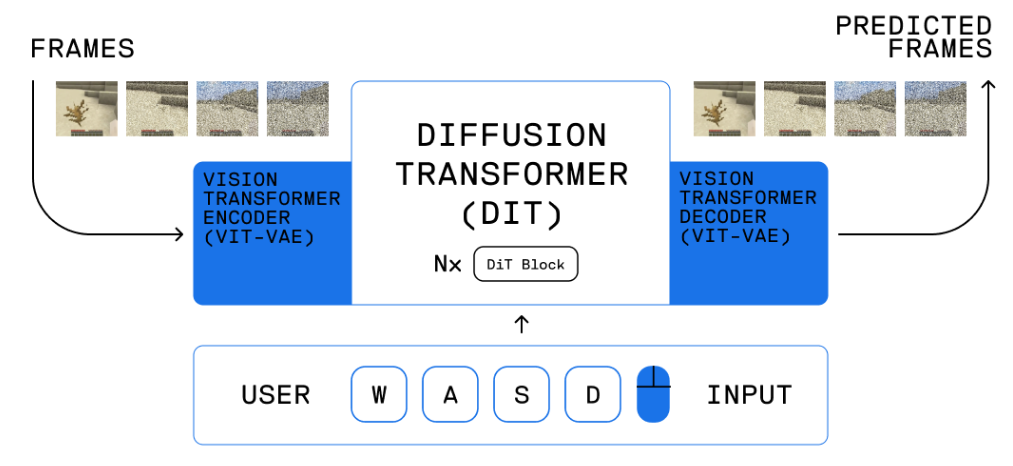 FRAMES
PREDICTED
FRAMES
DIFFUSION
TRANSFORMER
(DIT)
Nx DiT Block
VISION
TRANSFORMER
ENCODER
(VIT-VAE)
VISION
TRANSFORMER
DECODER
(VIT-VAE)
USER W A S D INPUT